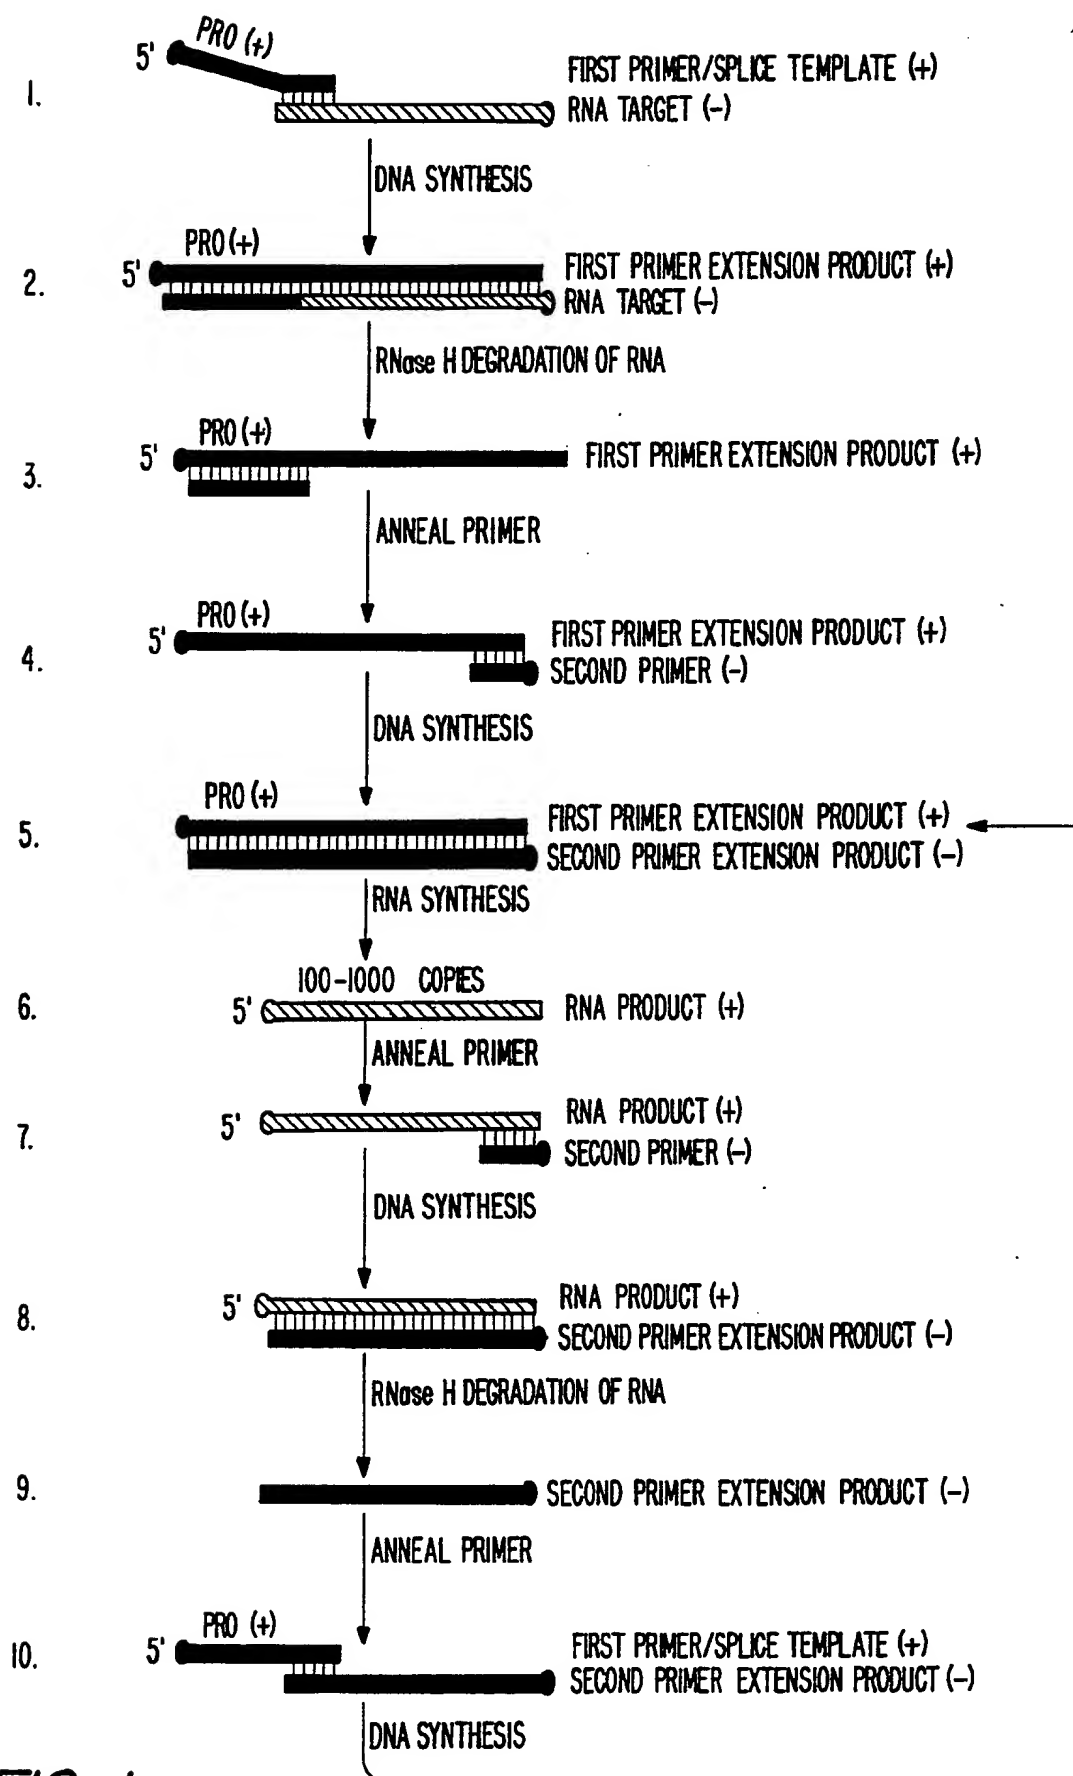 PRO (+)
5'
1.
FIRST PRIMER/SPLICE TEMPLATE (+)
RNA TARGET (-)
DNA SYNTHESIS
PRO (+)
5'
2.
FIRST PRIMER EXTENSION PRODUCT (+)
RNA TARGET (-)
RNase H DEGRADATION OF RNA
PRO (+)
5'
3.
FIRST PRIMER EXTENSION PRODUCT (+)
ANNEAL PRIMER
PRO (+)
5'
4.
FIRST PRIMER EXTENSION PRODUCT (+)
SECOND PRIMER (-)
DNA SYNTHESIS
PRO (+)
5.
FIRST PRIMER EXTENSION PRODUCT (+)
SECOND PRIMER EXTENSION PRODUCT (-)
RNA SYNTHESIS
100-1000 COPIES
6.
5'
RNA PRODUCT (+)
ANNEAL PRIMER
7.
5'
RNA PRODUCT (+)
SECOND PRIMER (-)
DNA SYNTHESIS
8.
5'
RNA PRODUCT (+)
SECOND PRIMER EXTENSION PRODUCT (-)
RNase H DEGRADATION OF RNA
9.
SECOND PRIMER EXTENSION PRODUCT (-)
ANNEAL PRIMER
PRO (+)
10.
5'
FIRST PRIMER/SPLICE TEMPLATE (+)
SECOND PRIMER EXTENSION PRODUCT (-)
DNA SYNTHESIS